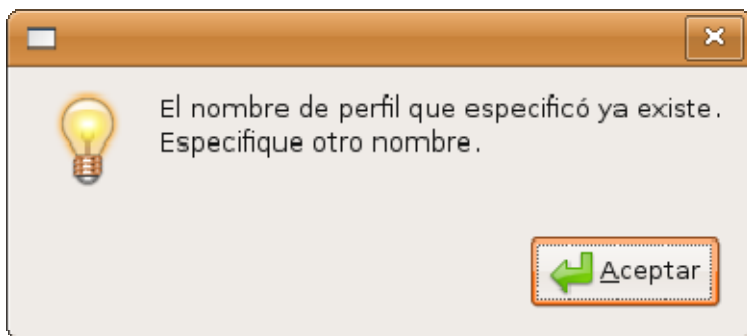 El nombre de perfil que especificó ya existe.
Especifique otro nombre.
Aceptar